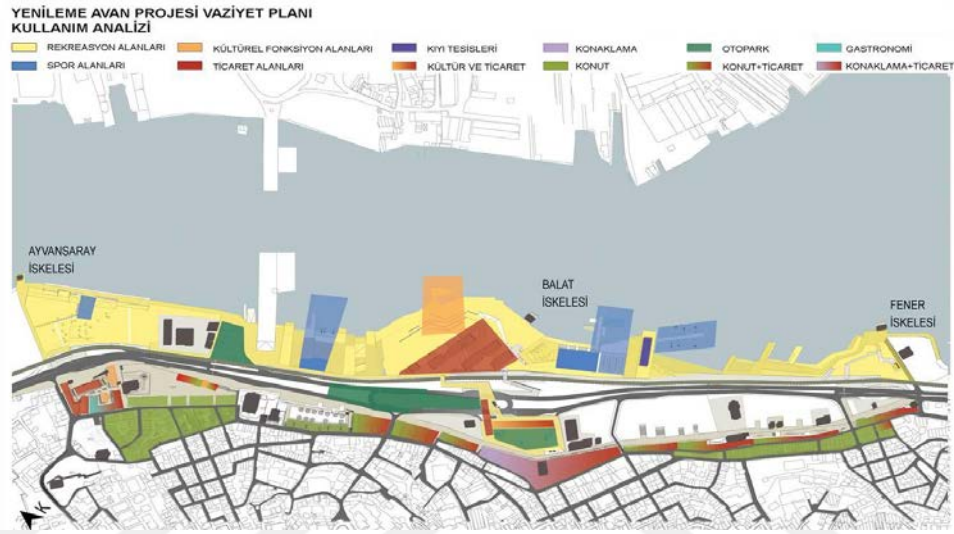 YENİLEME AVAN PROJESİ VAZİYET PLANI
KULLANIM ANALİZİ
REKREASYON ALANLARI
KÜLTÜREL FONKSİYON ALANLARI
KIYI TESİSLERİ
KONAKLAMA
OTOPARK
GASTRONOMİ
SPOR ALANLARI
TİCARET ALANLARI
KÜLTÜR VE TİCARET
KONUT
KONUT+TİCARET
KONAKLAMA+TİCARET
AYVANSARAY
İSKELESİ
BALAT
İSKELESİ
FENER
İSKELESİ
K